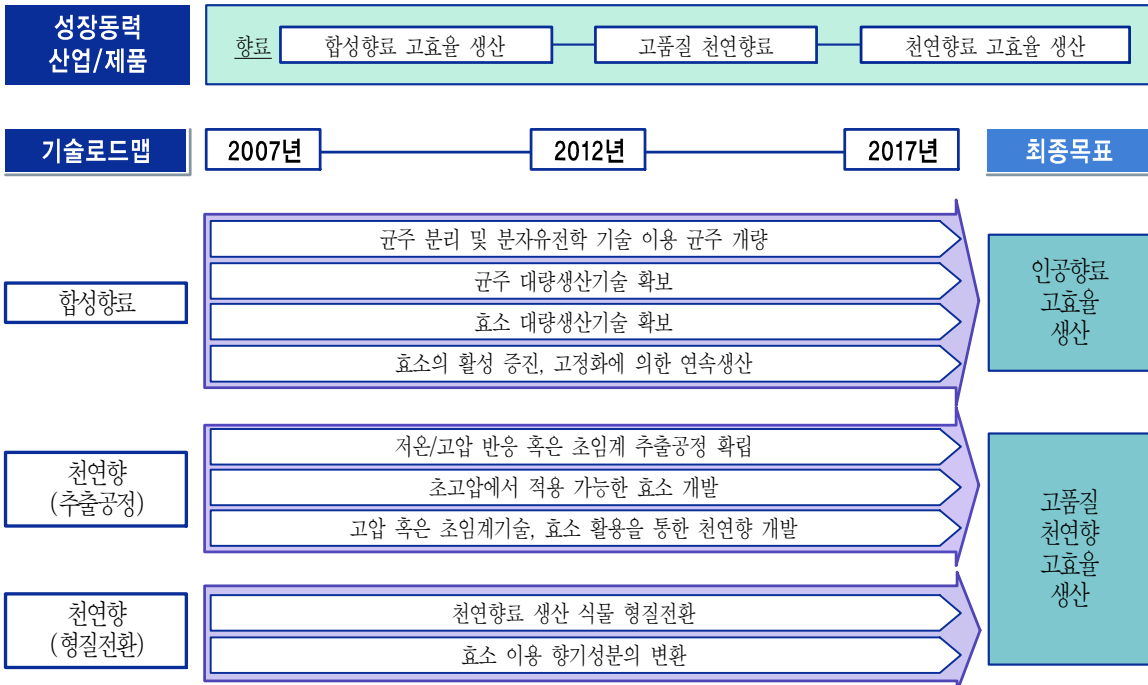 성장동력
산업/제품
향료
합성향료 고효율 생산
고품질 천연향료
천연향료 고효율 생산
기술로드맵
2007년
2012년
2017년
최종목표
합성향료
균주 분리 및 분자유전학 기술 이용 균주 개량
균주 대량생산기술 확보
효소 대량생산기술 확보
효소의 활성 증진, 고정화에 의한 연속생산
인공향료
고효율
생산
천연향
(추출공정)
저온/고압 반응 혹은 초임계 추출공정 확립
초고압에서 적용 가능한 효소 개발
고압 혹은 초임계기술, 효소 활용을 통한 천연향 개발
고품질
천연향
고효율
생산
천연향
(형질전환)
천연향료 생산 식물 형질전환
효소 이용 향기성분의 변환